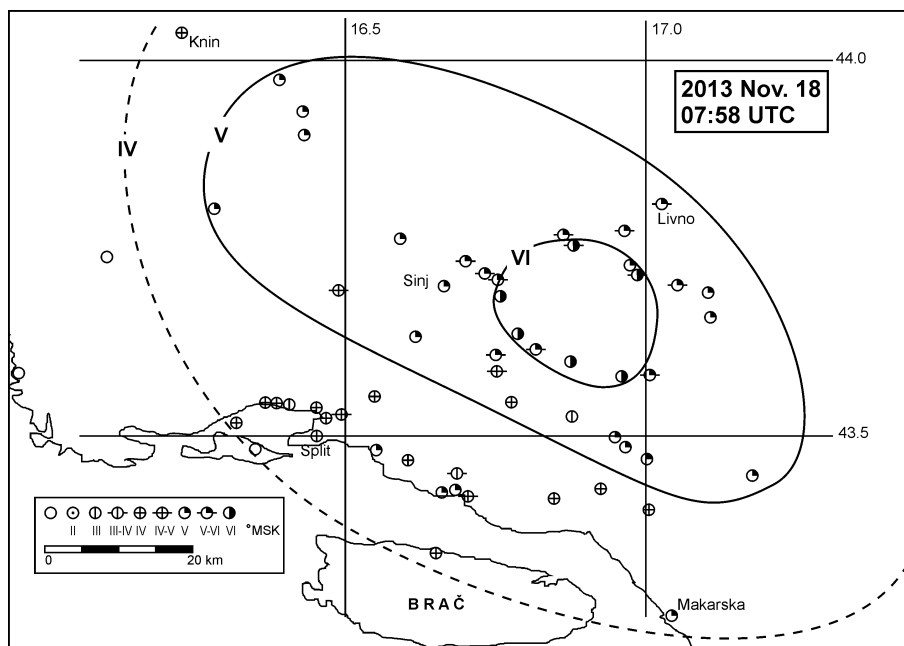 16.5
17.0
Knin
44.0
2013 Nov. 18
07:58 UTC
V
IV
Livno
VI
Sinj
43.5
Split
II III III-IV IV IV-V V V-VI VI °MSK
0 20 km
BRAČ
Makarska